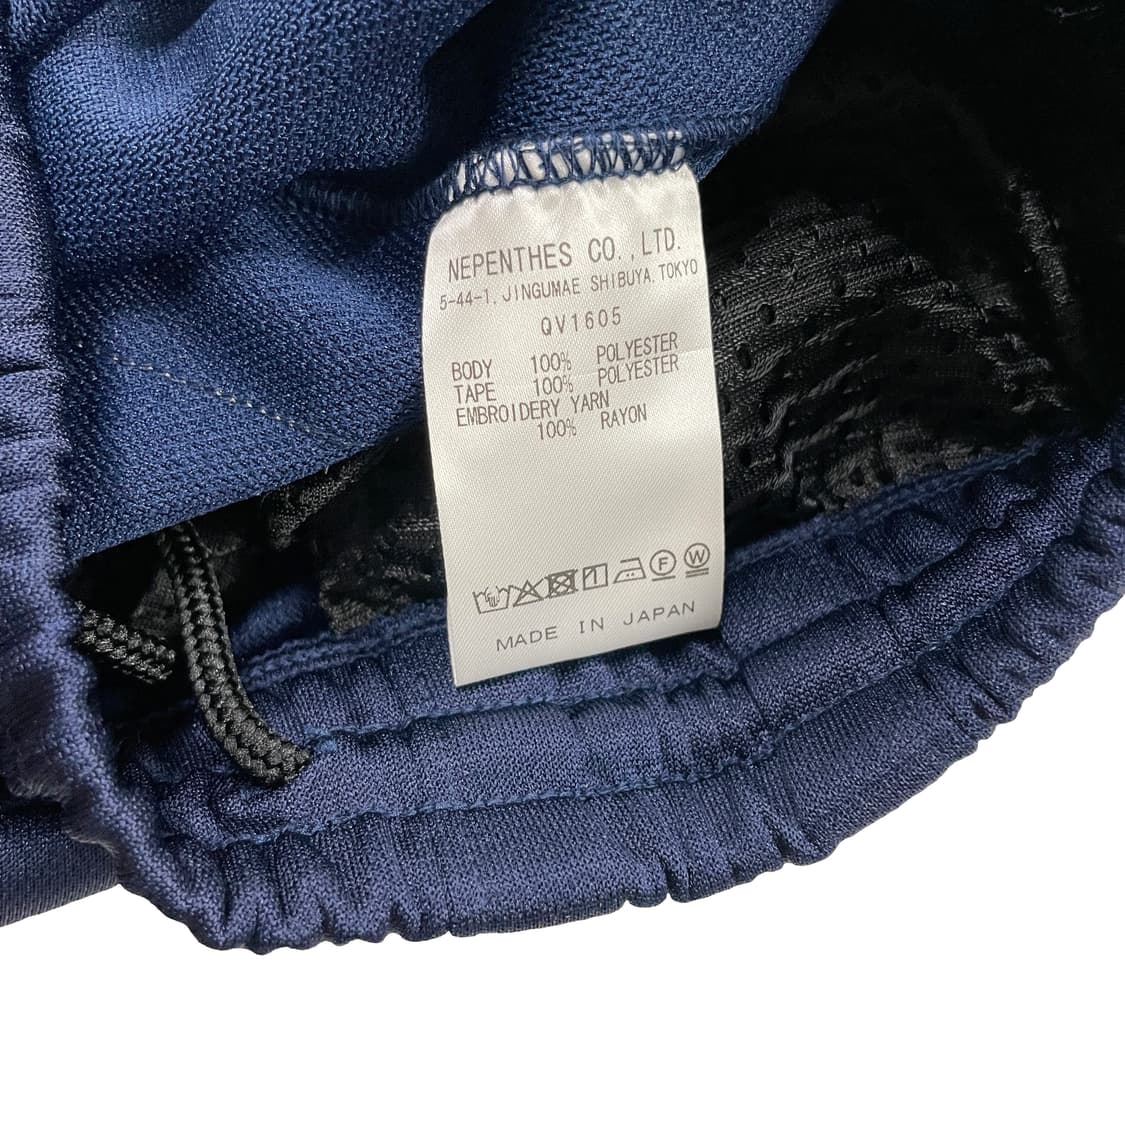 NEPENTHES CO.,LTD.
5-44-1, JINGUMAE SHIBUYA, TOKYO
QV1605
BODY 100% POLYESTER
TAPE 100% POLYESTER
EMBROIDERY YARN
100% RAYON
F W
MADE IN JAPAN